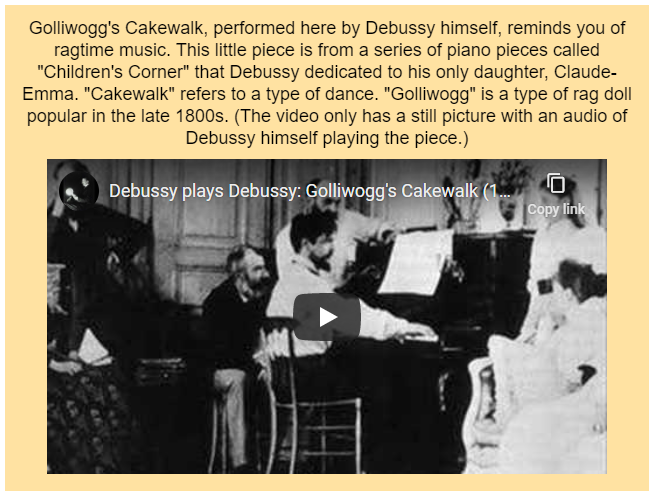 Golliwogg's Cakewalk, performed here by Debussy himself, reminds you of
ragtime music. This little piece is from a series of piano pieces called
"Children's Corner" that Debussy dedicated to his only daughter, Claude-
Emma. "Cakewalk" refers to a type of dance. "Golliwogg" is a type of rag doll
popular in the late 1800s. (The video only has a still picture with an audio of
Debussy himself playing the piece.)
Debussy plays Debussy: Golliwogg's Cakewalk (1...
Copy link